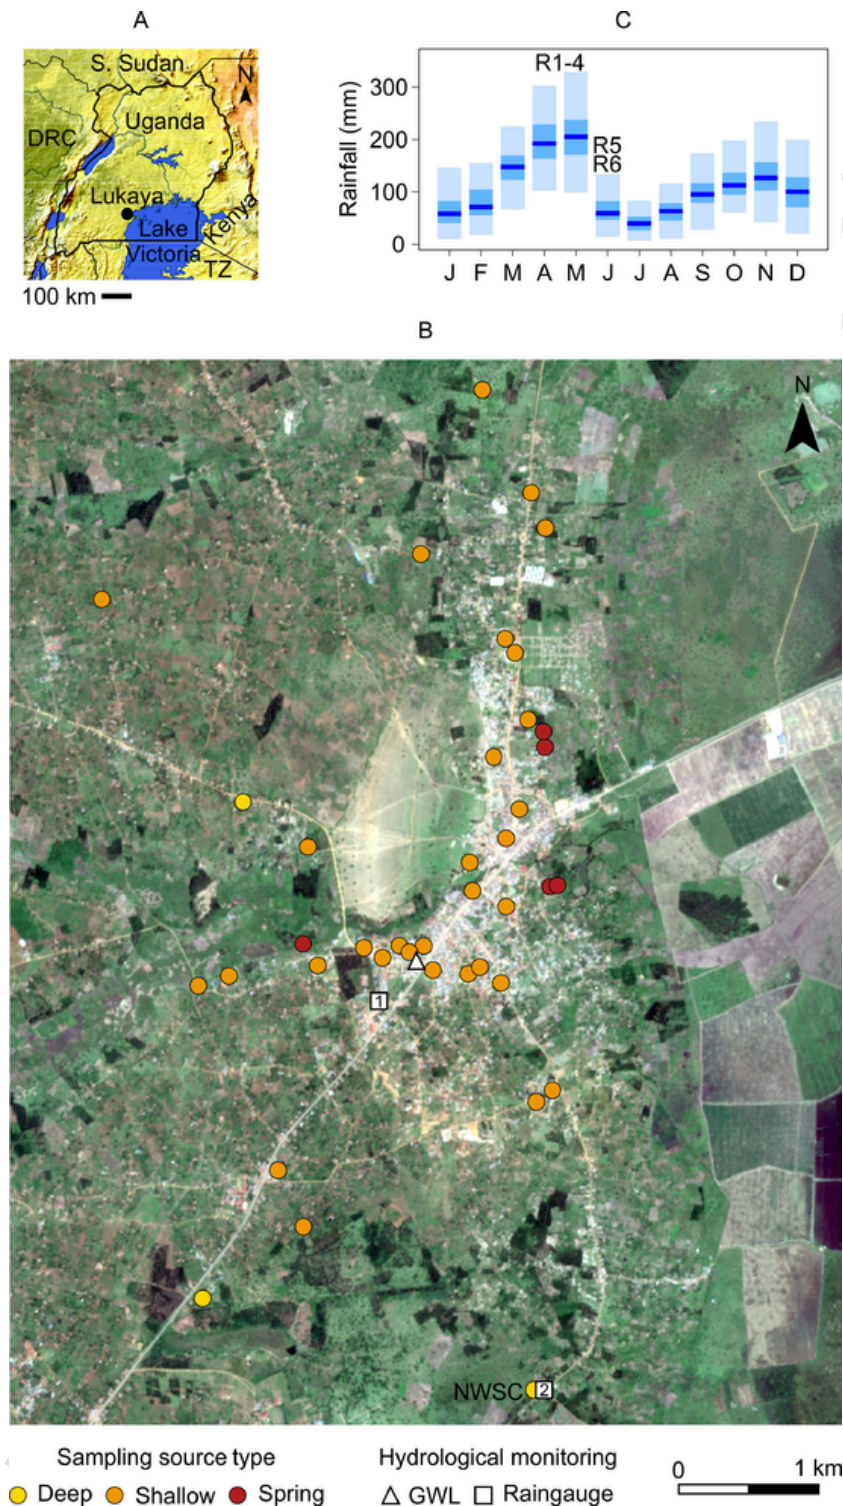 A
S. Sudan
N
DRC
Uganda
Lukaya
Lake
Victoria
Kenya
TZ
100 km
C
Rainfall (mm)
300
200
100
0
R1-4
R5
R6
J F M A M J J A S O N D
B
N
1
NWSC
2
Sampling source type
Deep Shallow Spring
Hydrological monitoring
GWL Raingauge
0 1 km